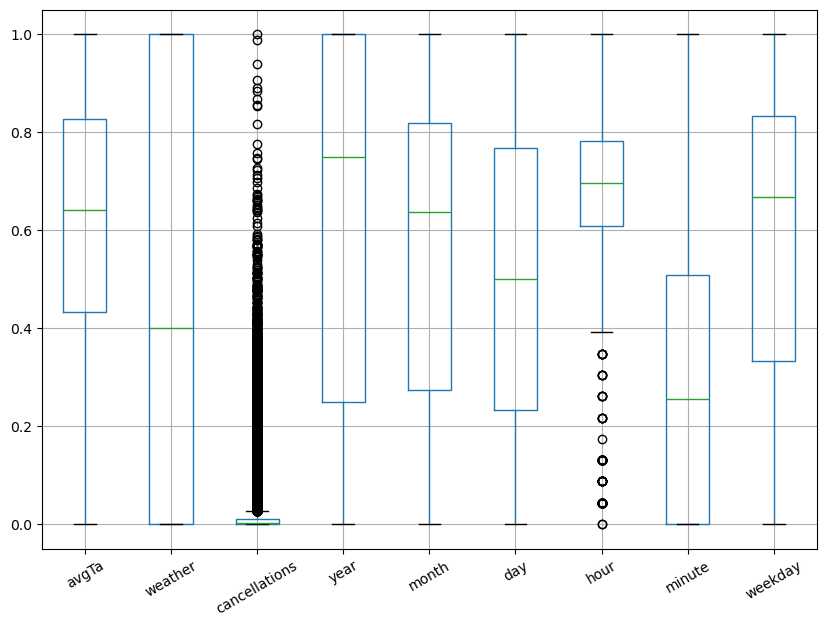 1.0
0.8
0.6
0.4
0.2
0.0
avgTa
weather
cancellations
year
month
day
hour
minute
weekday